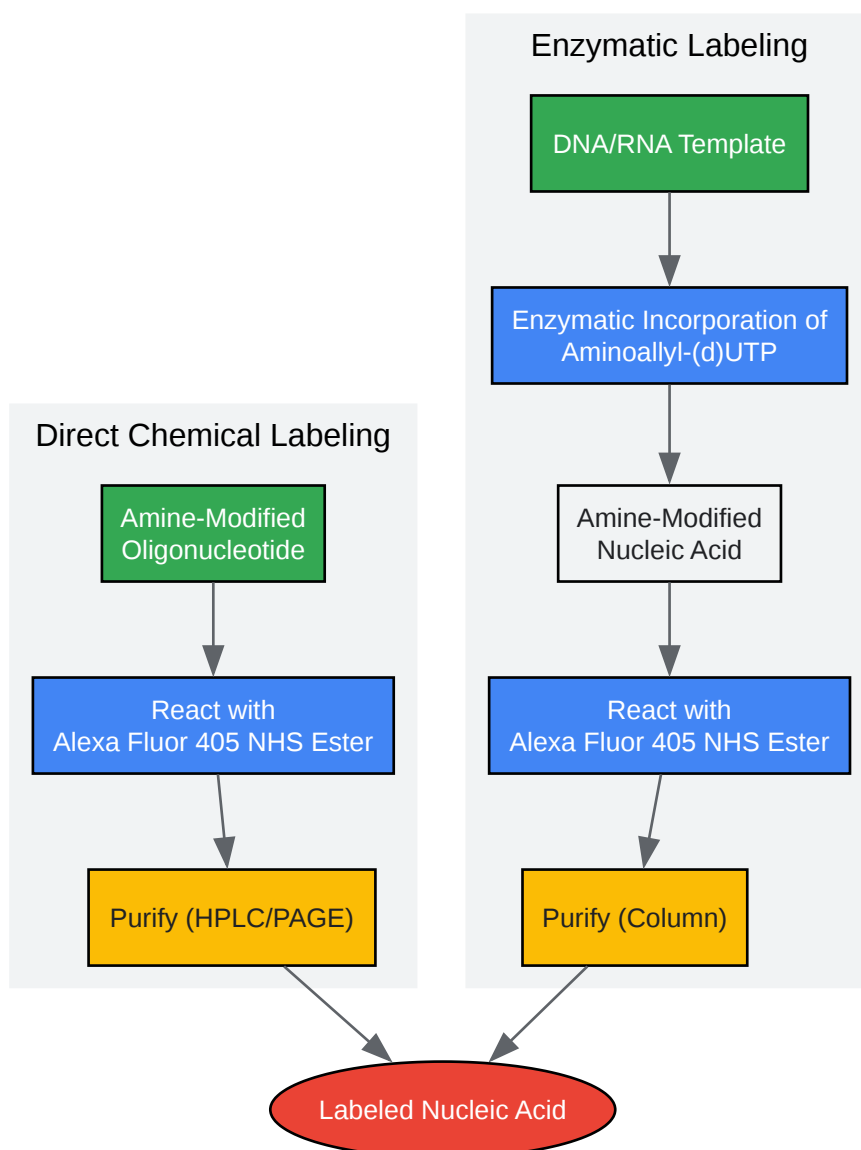 Enzymatic Labeling
DNA/RNA Template
Enzymatic Incorporation of
Aminoallyl-(d)UTP
Amine-Modified
Nucleic Acid
React with
Alexa Fluor 405 NHS Ester
Purify (Column)
Direct Chemical Labeling
Amine-Modified
Oligonucleotide
React with
Alexa Fluor 405 NHS Ester
Purify (HPLC/PAGE)
Labeled Nucleic Acid